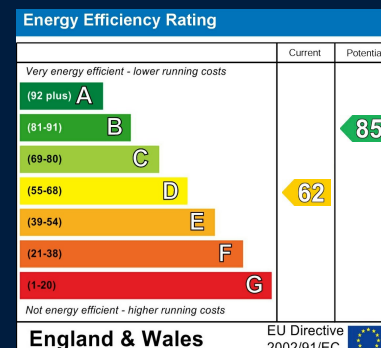 Energy Efficiency Rating
Current Potentia
Very energy efficient - lower running costs
(92 plus) A
(81-91) B 85
(69-80) C
(55-68) D 62
(39-54) E
(21-38) F
(1-20) G
Not energy efficient - higher running costs
England & Wales
EU Directive
2002/91/EC